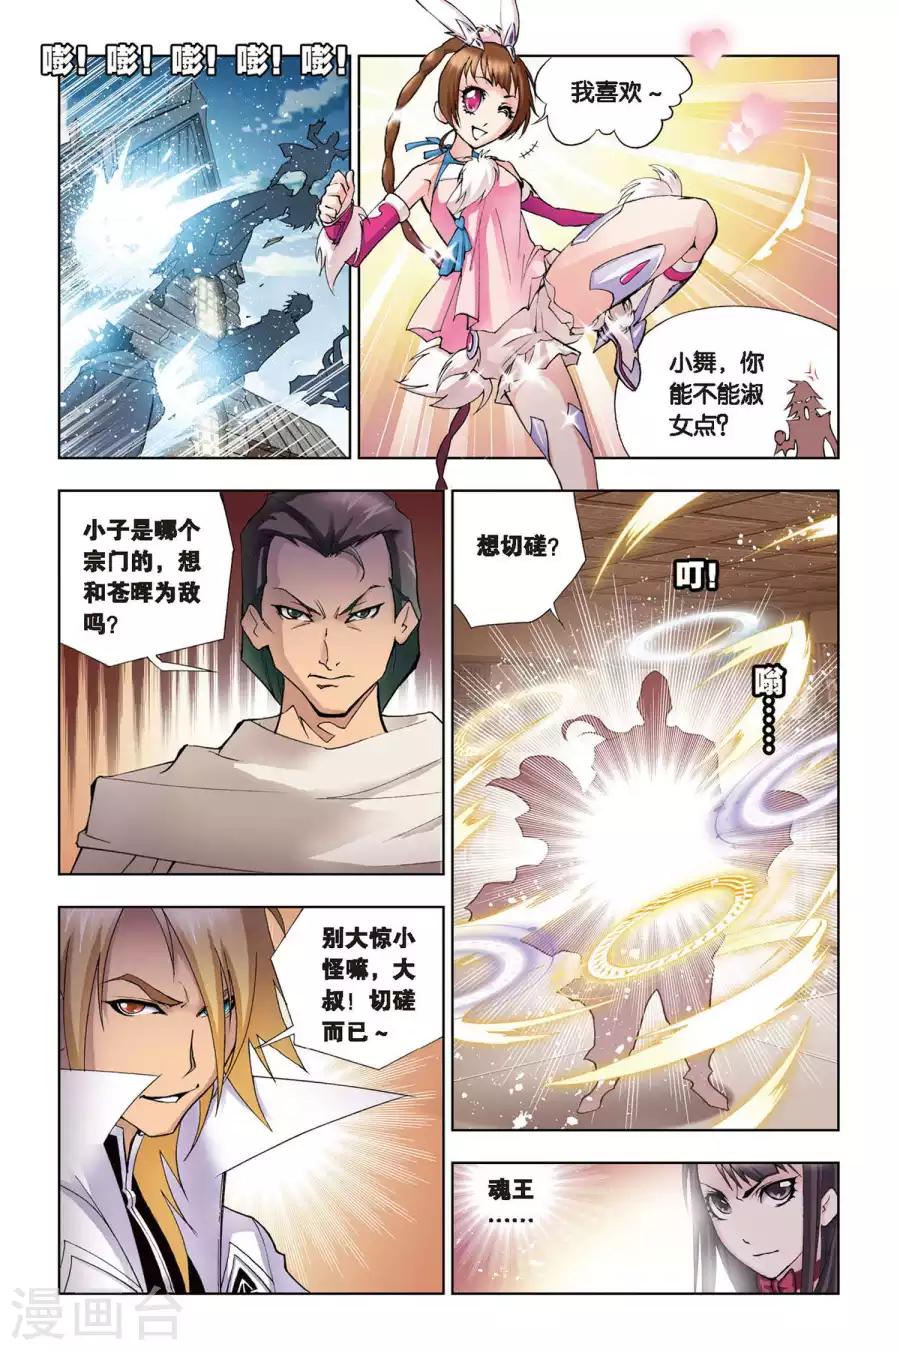 嘭！嘭！嘭！嘭！嘭！
我喜欢～
小舞，你
能不能淑
女点？
小子是哪个
宗门的，想
和苍晖为敌
吗？
想切磋？
叮！
嗡……
别大惊小
怪嘛，大
叔！切磋
而已～
魂王
……
漫画台